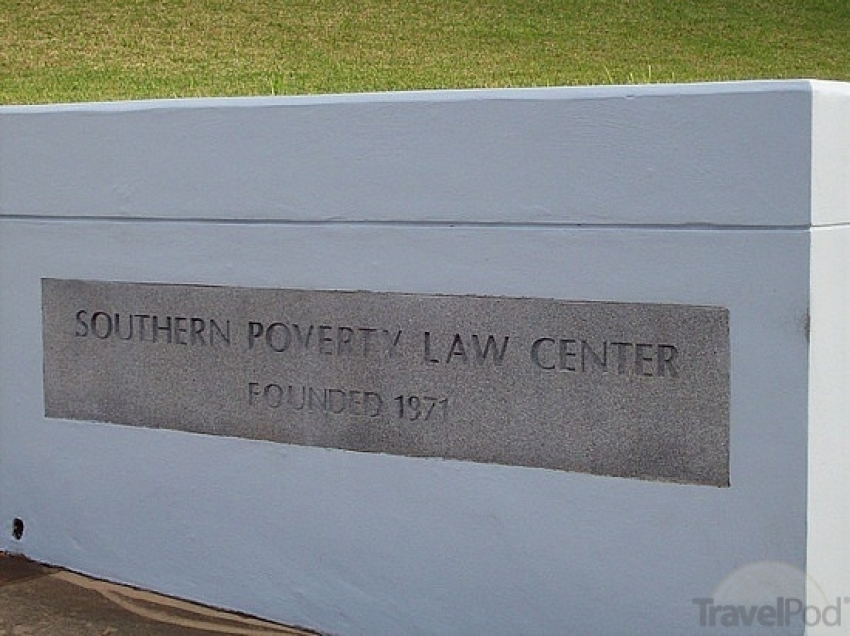 SOUTHERN POVERTY LAW CENTER
FOUNDED 1971
TravelPod